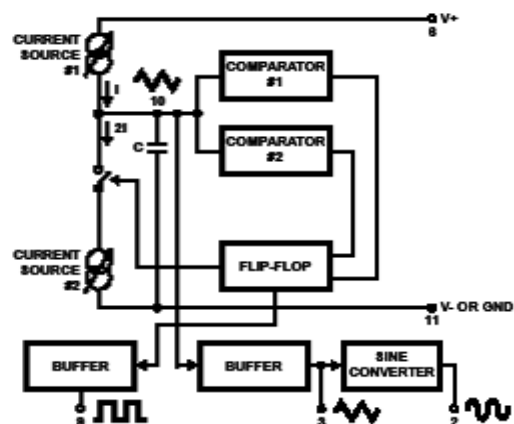 V+
6
CURRENT
SOURCE
#1
I
COMPARATOR
#1
10
2I
C
COMPARATOR
#2
CURRENT
SOURCE
#2
FLIP-FLOP
V- OR GND
11
BUFFER
BUFFER
SINE
CONVERTER
9
3
2